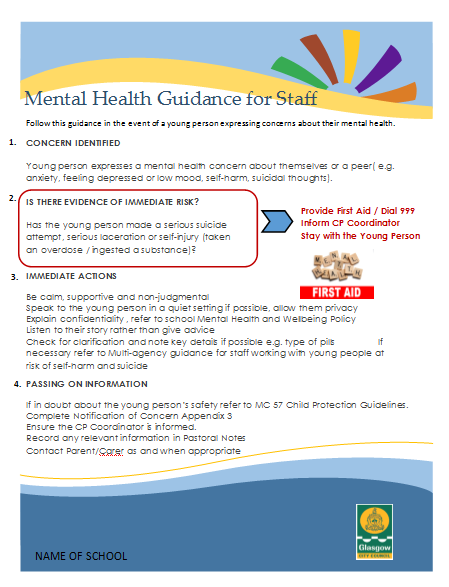 Mental Health Guidance for Staff
Follow this guidance in the event of a young person expressing concerns about their mental health.
1. CONCERN IDENTIFIED
Young person expresses a mental health concern about themselves or a peer( e.g.
anxiety, feeling depressed or low mood, self-harm, suicidal thoughts).
2. IS THERE EVIDENCE OF IMMEDIATE RISK?
Has the young person made a serious suicide
attempt, serious laceration or self-injury (taken
an overdose / ingested a substance)?
Provide First Aid / Dial 999
Inform CP Coordinator
Stay with the Young Person
FIRST AID
3. IMMEDIATE ACTIONS
Be calm, supportive and non-judgmental
Speak to the young person in a quiet setting if possible, allow them privacy
Explain confidentiality , refer to school Mental Health and Wellbeing Policy
Listen to their story rather than give advice
Check for clarification and note key details if possible e.g. type of pills If
necessary refer to Multi-agency guidance for staff working with young people at
risk of self-harm and suicide
4. PASSING ON INFORMATION
If in doubt about the young person's safety refer to MC 57 Child Protection Guidelines.
Complete Notification of Concern Appendix 3
Ensure the CP Coordinator is informed.
Record any relevant information in Pastoral Notes
Contact Parent/Carer as and when appropriate
Glasgow
CITY COUNCIL
NAME OF SCHOOL